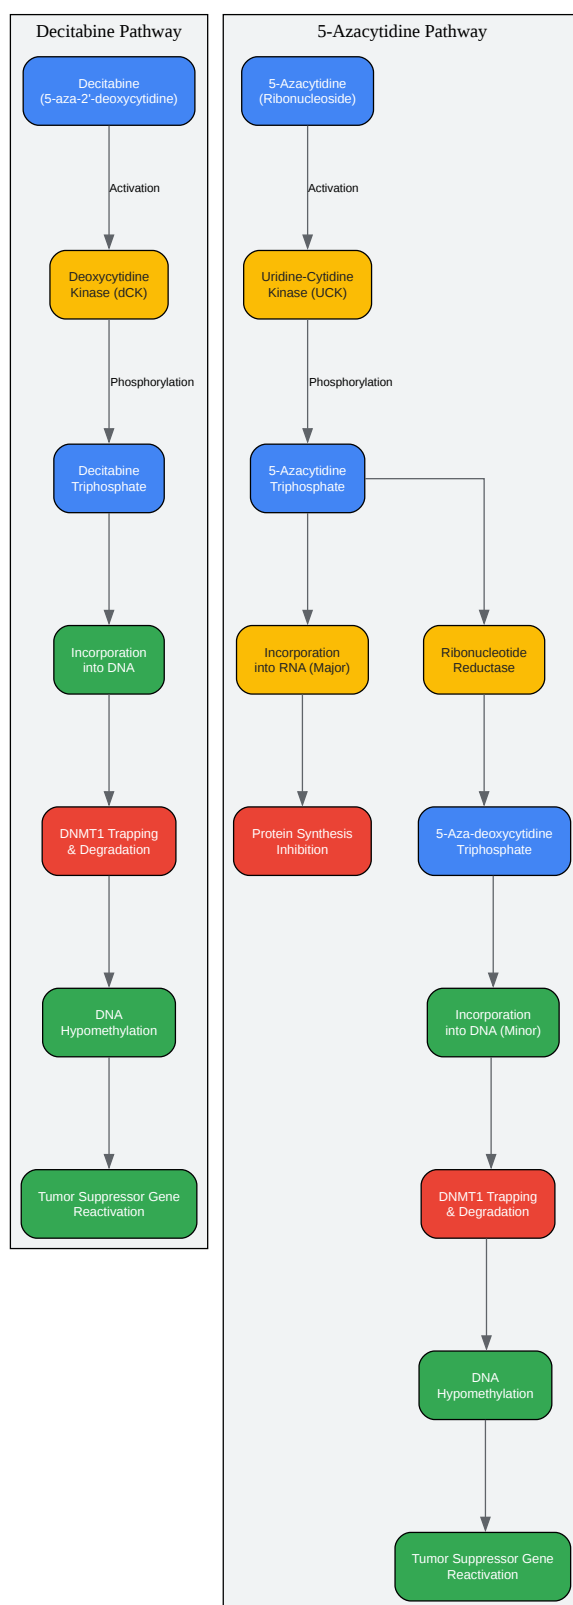 Decitabine Pathway
Decitabine
(5-aza-2'-deoxycytidine)
Activation
Deoxycytidine
Kinase (dCK)
Phosphorylation
Decitabine
Triphosphate
Incorporation
into DNA
DNMT1 Trapping
& Degradation
DNA
Hypomethylation
Tumor Suppressor Gene
Reactivation
5-Azacytidine Pathway
5-Azacytidine
(Ribonucleoside)
Activation
Uridine-Cytidine
Kinase (UCK)
Phosphorylation
5-Azacytidine
Triphosphate
Incorporation
into RNA (Major)
Protein Synthesis
Inhibition
Ribonucleotide
Reductase
5-Aza-deoxycytidine
Triphosphate
Incorporation
into DNA (Minor)
DNMT1 Trapping
& Degradation
DNA
Hypomethylation
Tumor Suppressor Gene
Reactivation